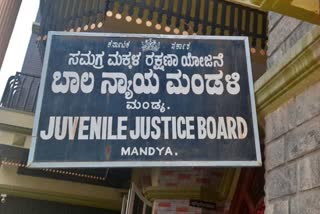 ಕರ್ನಾಟಕ ಸರ್ಕಾರ
ಸಮಗ್ರ ಮಕ್ಕಳ ರಕ್ಷಣಾ ಯೋಜನೆ
ಬಾಲ ನ್ಯಾಯ ಮಂಡಳಿ
ಮಂಡ್ಯ.
JUVENILE JUSTICE BOARD
MANDYA.